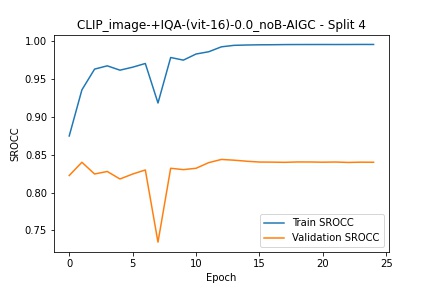 CLIP_image-+IQA-(vit-16)-0.0_noB-AIGC - Split 4
1.00
0.95
0.90
0.85
0.80
0.75
SROCC
Train SROCC
Validation SROCC
0 5 10 15 20 25
Epoch